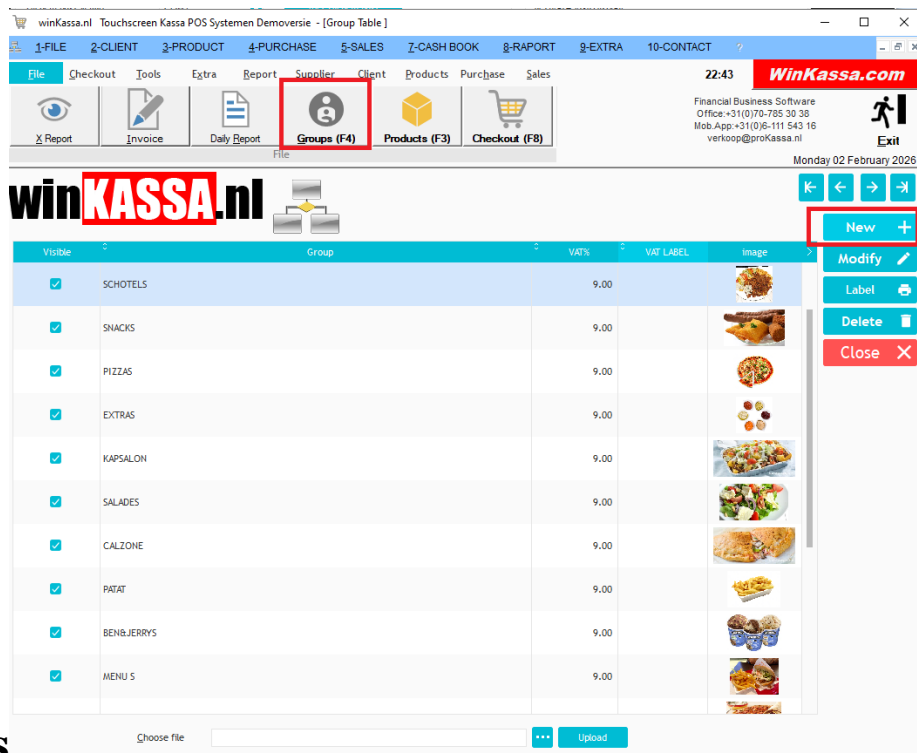 winKassa.nl Touchscreen Kassa POS Systemen Demoversie - [Group Table ]
1-FILE 2-CLIENT 3-PRODUCT 4-PURCHASE 5-SALES 7-CASH BOOK 8-RAPORT 9-EXTRA 10-CONTACT ?
File Checkout Tools Extra Report Supplier Client Products Purchase Sales 22:43 WinKassa.com
Financial Business Software
Office:+31(0)70-785 30 38
Mob.App:+31(0)6-111 543 16
verkoop@proKassa.nl
X Report Invoice Daily Report Groups (F4) Products (F3) Checkout (F8) Exit
File
Monday 02 February 2026
winKASSA.nl
New
Visible Group VAT% VAT LABEL image
Modify
SCHOTELS 9.00
Label
SNACKS 9.00
Delete
Close
PIZZAS 9.00
EXTRAS 9.00
KAPSALON 9.00
SALADES 9.00
CALZONE 9.00
PATAT 9.00
BEN&JERRYS 9.00
MENU S 9.00
Choose file ... Upload